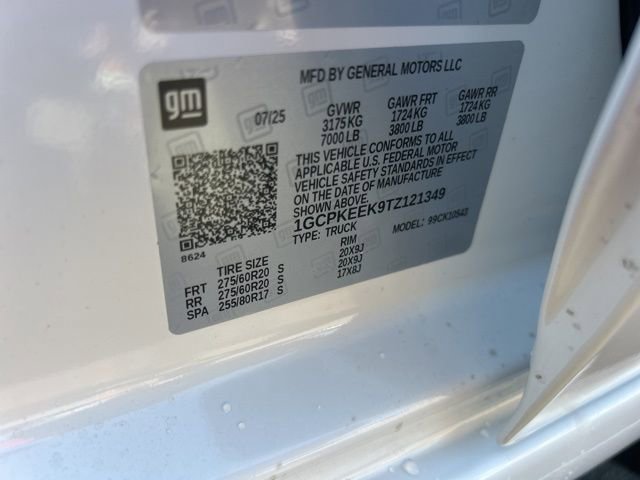 gm
MFD BY GENERAL MOTORS LLC
07/25
GVWR GAWR FRT GAWR RR
3175 KG 1724 KG 1724 KG
7000 LB 3800 LB 3800 LB
THIS VEHICLE CONFORMS TO ALL
APPLICABLE U.S. FEDERAL MOTOR
VEHICLE SAFETY STANDARDS IN EFFECT
ON THE DATE OF MANUFACTURE
1GCPKEEK9TZ121349
TYPE: TRUCK MODEL: 99CK10543
8624
TIRE SIZE RIM
FRT 275/60R20 S 20X9J
RR 275/60R20 S 20X9J
SPA 255/80R17 S 17X8J